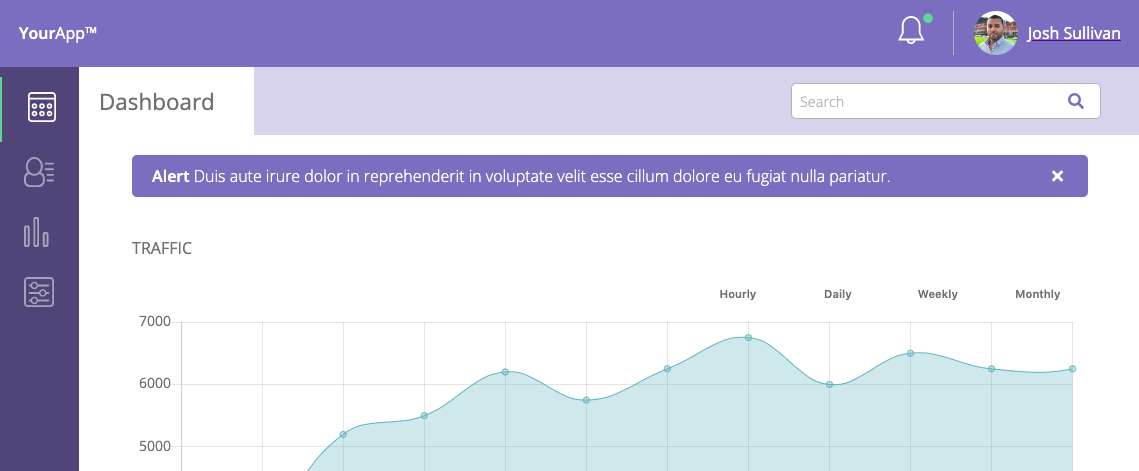 YourApp™
Josh Sullivan
Dashboard
Search
Alert Duis aute irure dolor in reprehenderit in voluptate velit esse cillum dolore eu fugiat nulla pariatur.
TRAFFIC
Hourly Daily Weekly Monthly
7000
6000
5000